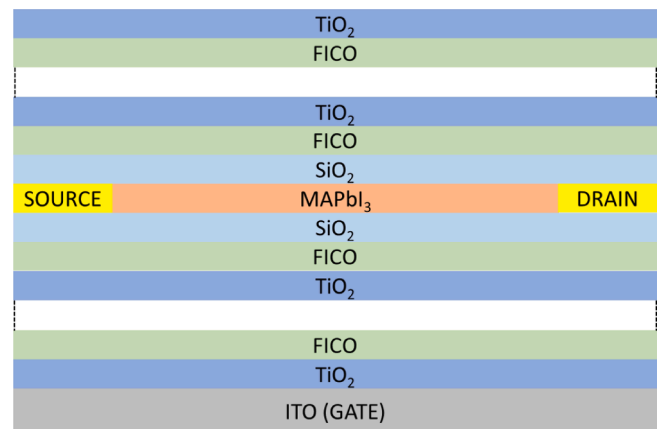 TiO₂
FICO
TiO₂
FICO
SiO₂
SOURCE MAPbI₃ DRAIN
SiO₂
FICO
TiO₂
FICO
TiO₂
ITO (GATE)